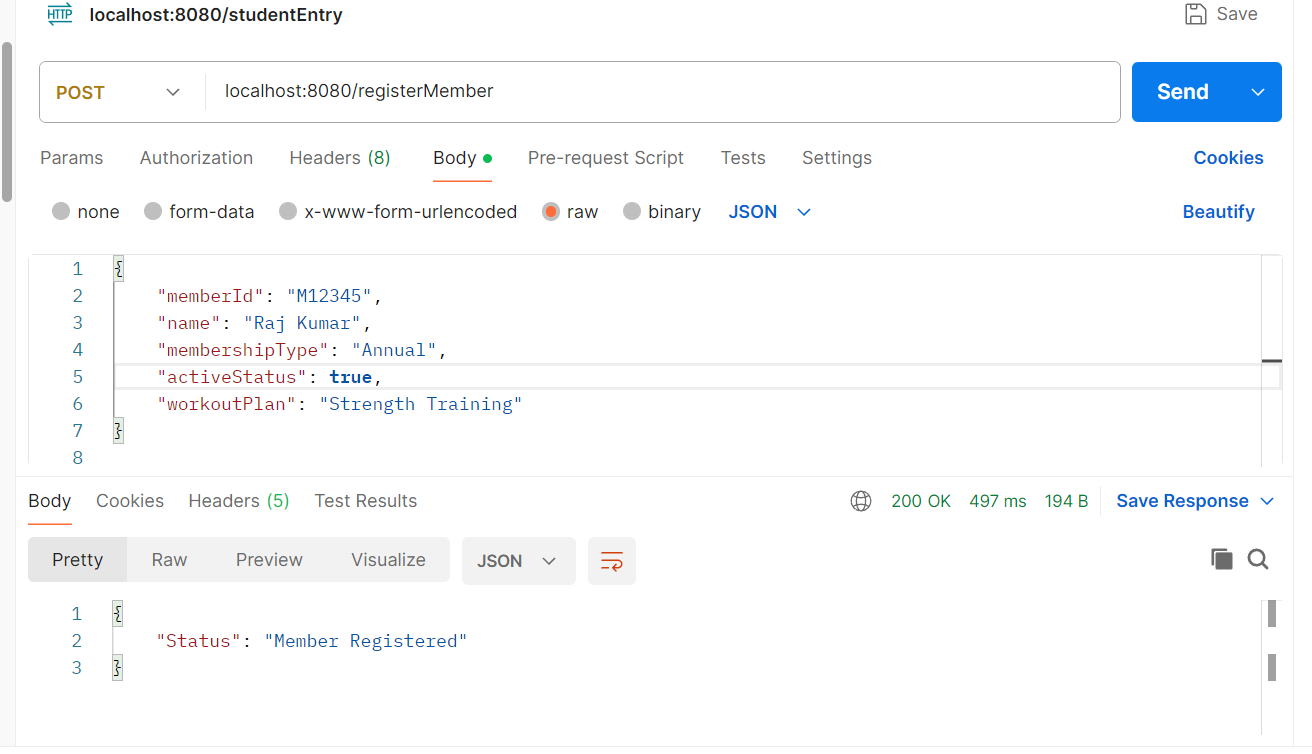 HTTP localhost:8080/studentEntry Save
POST localhost:8080/registerMember Send
Params Authorization Headers (8) Body Pre-request Script Tests Settings Cookies
none form-data x-www-form-urlencoded raw binary JSON Beautify
1 {
2 "memberId": "M12345",
3 "name": "Raj Kumar",
4 "membershipType": "Annual",
5 "activeStatus": true,
6 "workoutPlan": "Strength Training"
7 }
8
Body Cookies Headers (5) Test Results 200 OK 497 ms 194 B Save Response
Pretty Raw Preview Visualize JSON
1 {
2 "Status": "Member Registered"
3 }